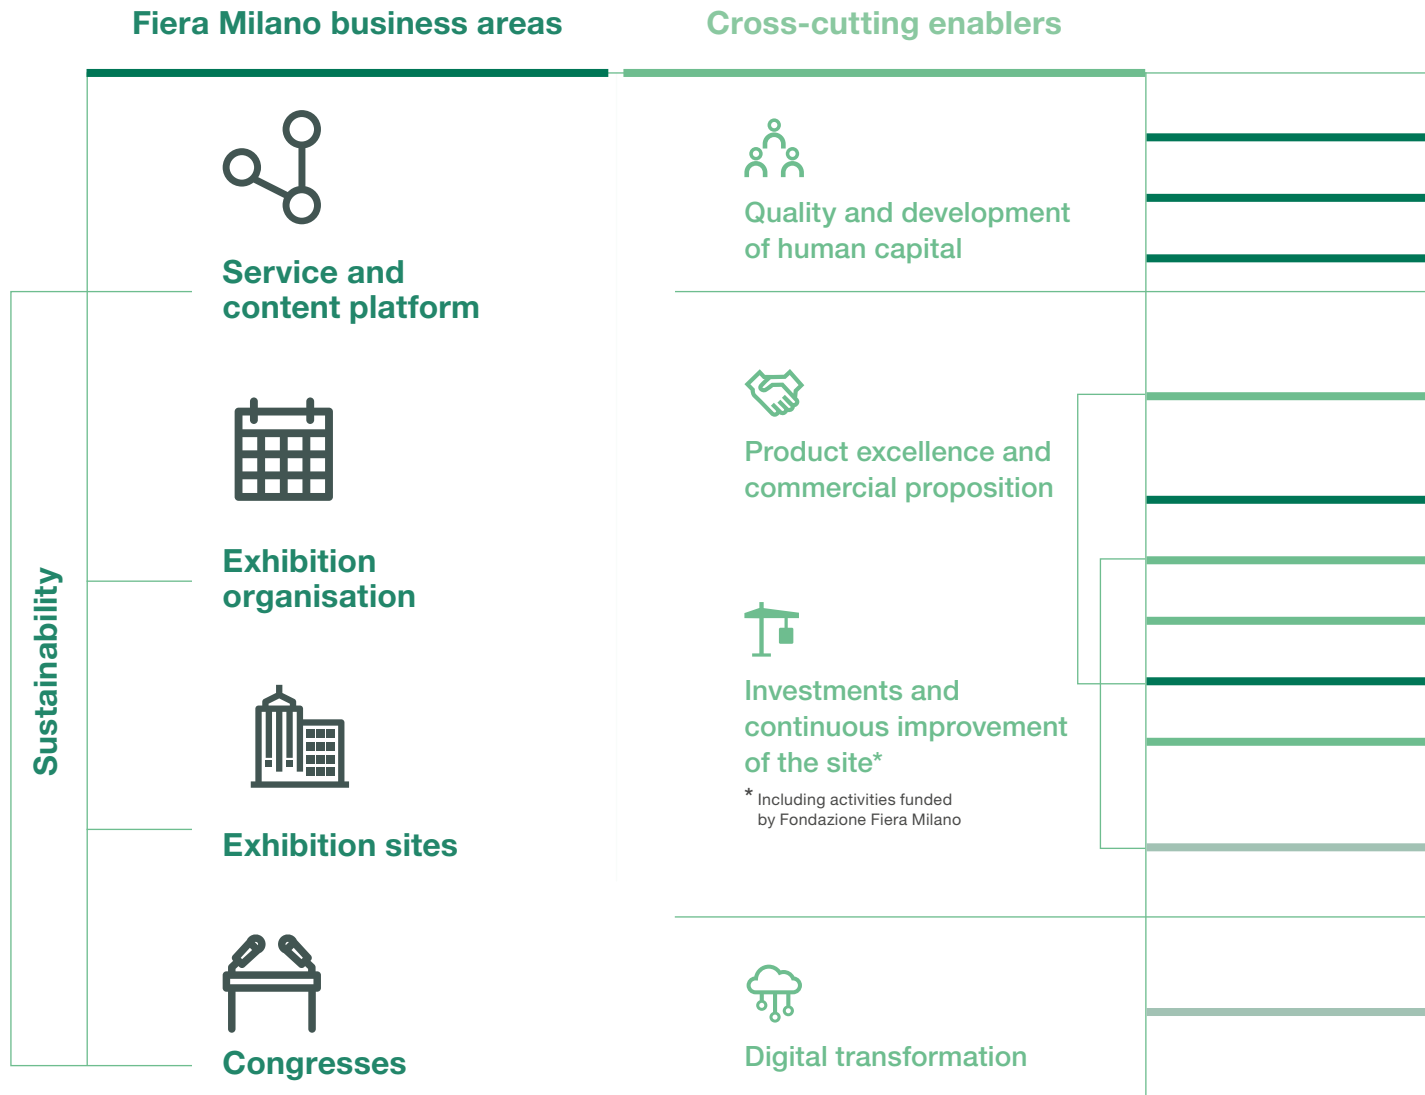 Fiera Milano business areas
Cross-cutting enablers
Sustainability
Service and
content platform
Exhibition
organisation
Exhibition sites
Congresses
Quality and development
of human capital
Product excellence and
commercial proposition
Investments and
continuous improvement
of the site*
* Including activities funded
by Fondazione Fiera Milano
Digital transformation